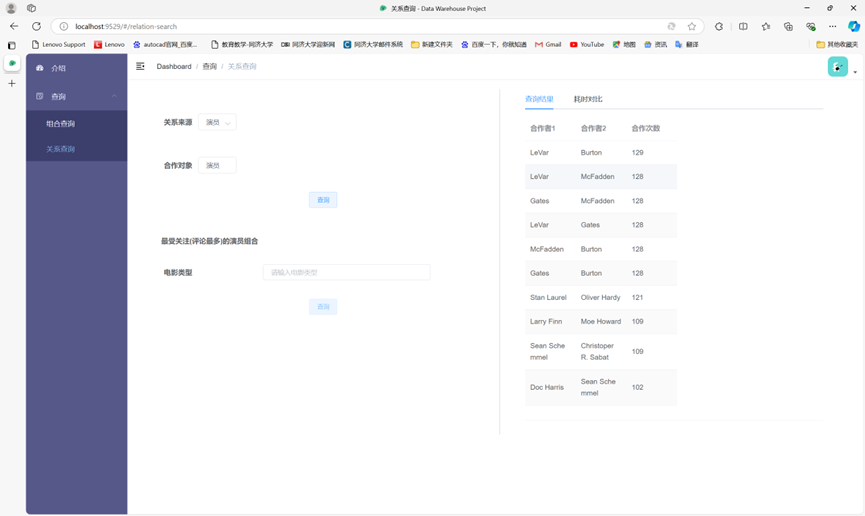 关系查询 - Data Warehouse Project
localhost:9529/#/relation-search
Lenovo Support
Lenovo
autocad官网_百度...
教育教学-同济大学
同济大学迎新网
同济大学邮件系统
新建文件夹
百度一下，你就知道
Gmail
YouTube
地图
资讯
翻译
其他收藏夹
介绍
查询
组合查询
关系查询
Dashboard / 查询 / 关系查询
关系来源 演员
合作对象 演员
查询
最受关注(评论最多)的演员组合
电影类型 请输入电影类型
查询
查询结果 耗时对比
合作者1 合作者2 合作次数
LeVar Burton 129
LeVar McFadden 128
Gates McFadden 128
LeVar Gates 128
McFadden Burton 128
Gates Burton 128
Stan Laurel Oliver Hardy 121
Larry Finn Moe Howard 109
Sean Sche Christoper
mmel R. Sabat 109
Doc Harris Sean Sche 102
mmel